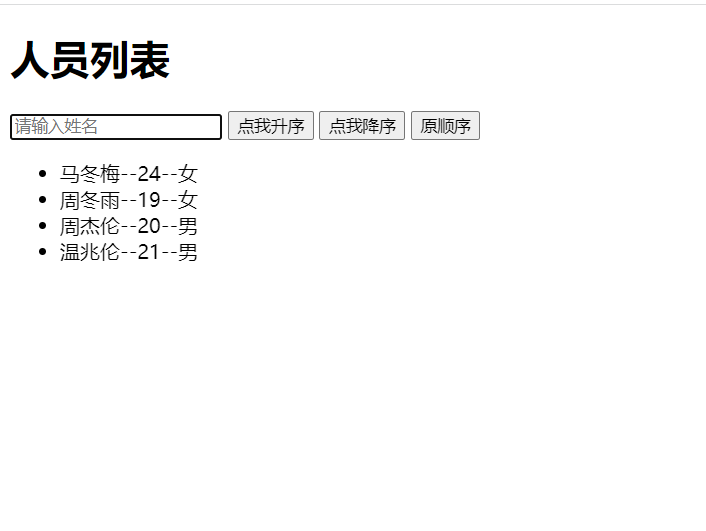 人员列表
请输入姓名 点我升序 点我降序 原顺序
马冬梅--24--女
周冬雨--19--女
周杰伦--20--男
温兆伦--21--男